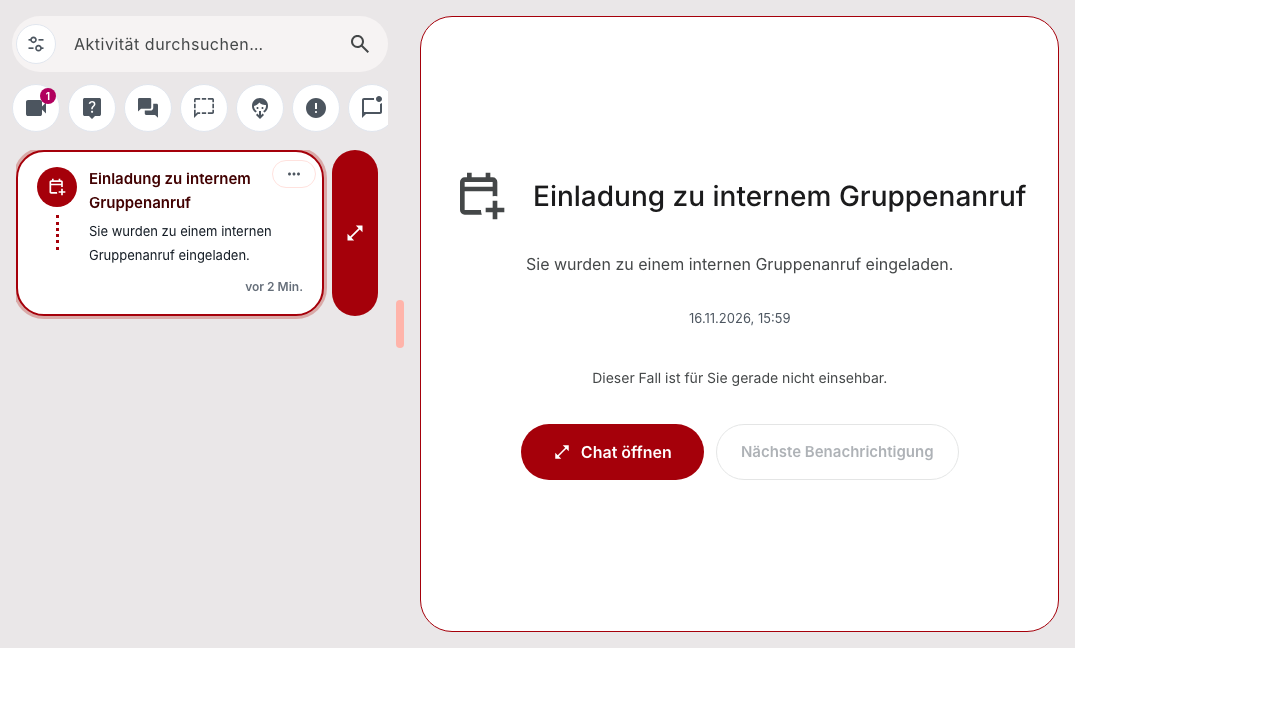 Aktivität durchsuchen...
1
Einladung zu internem
Gruppenanruf
Sie wurden zu einem internen
Gruppenanruf eingeladen.
vor 2 Min.
Einladung zu internem Gruppenanruf
Sie wurden zu einem internen Gruppenanruf eingeladen.
16.11.2026, 15:59
Dieser Fall ist für Sie gerade nicht einsehbar.
Chat öffnen
Nächste Benachrichtigung